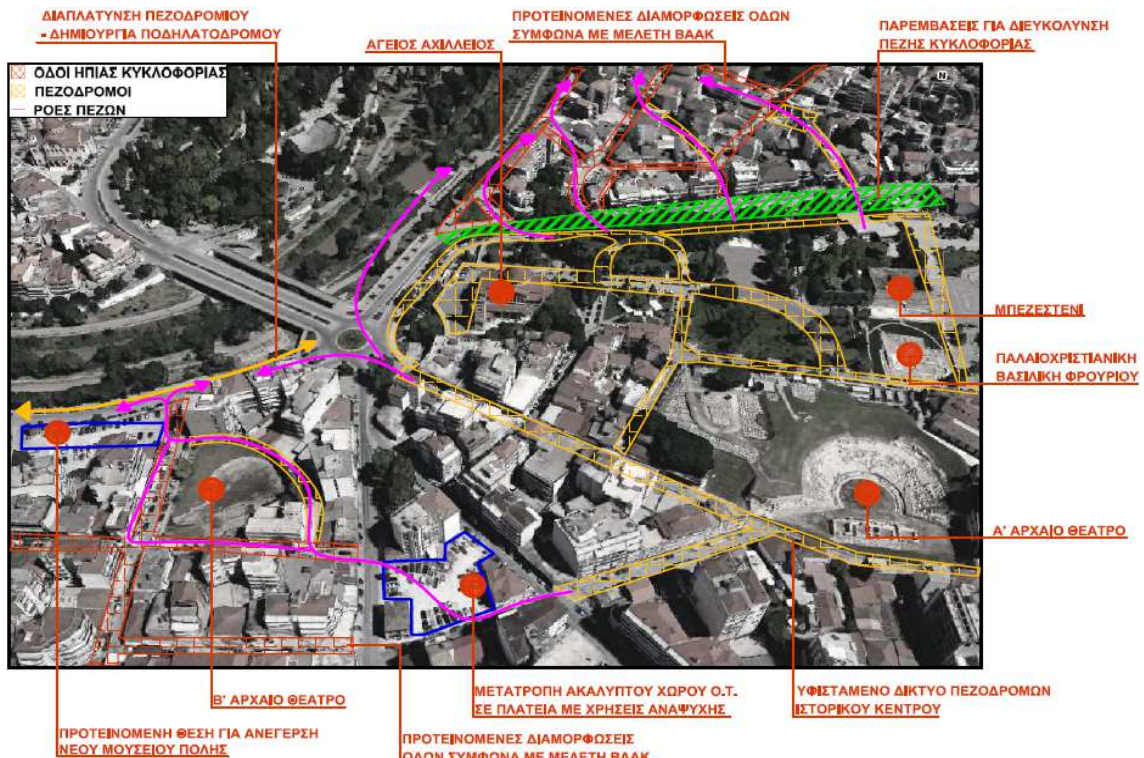 ΔΙΑΠΛΑΤΥΝΣΗ ΠΕΖΟΔΡΟΜΙΟΥ
- ΔΗΜΙΟΥΡΓΙΑ ΠΟΔΗΛΑΤΟΔΡΟΜΟΥ
ΑΓΕΙΟΣ ΑΧΙΛΛΕΙΟΣ
ΠΡΟΤΕΙΝΟΜΕΝΕΣ ΔΙΑΜΟΡΦΩΣΕΙΣ ΟΔΩΝ
ΣΥΜΦΩΝΑ ΜΕ ΜΕΛΕΤΗ ΒΑΑΚ
ΠΑΡΕΜΒΑΣΕΙΣ ΓΙΑ ΔΙΕΥΚΟΛΥΝΣΗ
ΠΕΖΗΣ ΚΥΚΛΟΦΟΡΙΑΣ
ΟΔΟΙ ΗΠΙΑΣ ΚΥΚΛΟΦΟΡΙΑΣ
ΠΕΖΟΔΡΟΜΟΙ
ΡΟΕΣ ΠΕΖΩΝ
N
ΜΠΕΖΕΣΤΕΝΙ
ΠΑΛΑΙΟΧΡΙΣΤΙΑΝΙΚΗ
ΒΑΣΙΛΙΚΗ ΦΡΟΥΡΙΟΥ
Α' ΑΡΧΑΙΟ ΘΕΑΤΡΟ
Β' ΑΡΧΑΙΟ ΘΕΑΤΡΟ
ΜΕΤΑΤΡΟΠΗ ΑΚΑΛΥΠΤΟΥ ΧΩΡΟΥ Ο.Τ.
ΣΕ ΠΛΑΤΕΙΑ ΜΕ ΧΡΗΣΕΙΣ ΑΝΑΨΥΧΗΣ
ΥΦΙΣΤΑΜΕΝΟ ΔΙΚΤΥΟ ΠΕΖΟΔΡΟΜΩΝ
ΙΣΤΟΡΙΚΟΥ ΚΕΝΤΡΟΥ
ΠΡΟΤΕΙΝΟΜΕΝΗ ΘΕΣΗ ΓΙΑ ΑΝΕΓΕΡΣΗ
ΝΕΟΥ ΜΟΥΣΕΙΟΥ ΠΟΛΗΣ
ΠΡΟΤΕΙΝΟΜΕΝΕΣ ΔΙΑΜΟΡΦΩΣΕΙΣ
ΟΔΩΝ ΣΥΜΦΩΝΑ ΜΕ ΜΕΛΕΤΗ ΒΑΑΚ